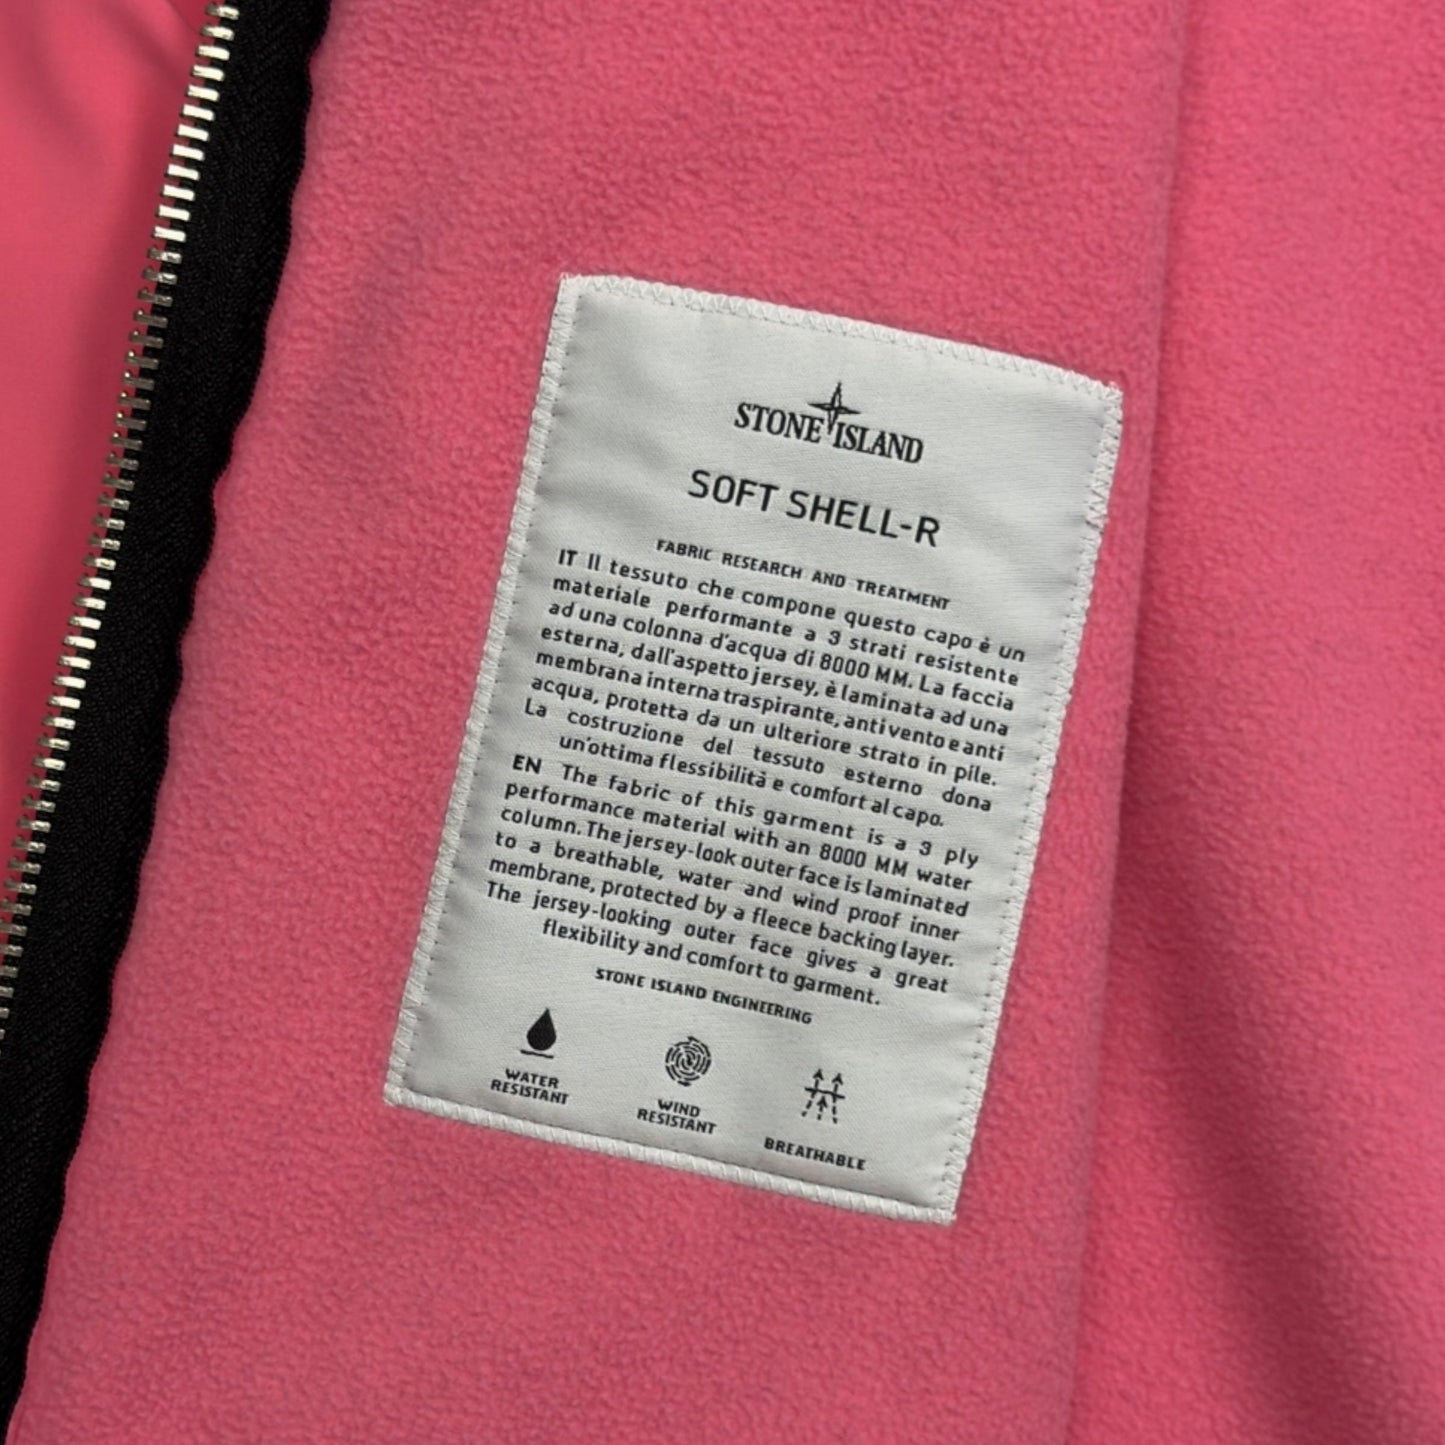 STONE ISLAND
SOFT SHELL-R
FABRIC RESEARCH AND TREATMENT
IT Il tessuto che compone questo capo è un
materiale performante a 3 strati resistente
ad una colonna d'acqua di 8000 MM. La faccia
esterna, dall'aspetto jersey, è laminata ad una
membrana interna traspirante, anti vento e anti
acqua, protetta da un ulteriore strato in pile.
La costruzione del tessuto esterno dona
un'ottima flessibilità e comfort al capo.
EN The fabric of this garment is a 3 ply
performance material with an 8000 MM water
column. The jersey-look outer face is laminated
to a breathable, water and wind proof inner
membrane, protected by a fleece backing layer.
The jersey-looking outer face gives a great
flexibility and comfort to garment.
STONE ISLAND ENGINEERING
WATER
RESISTANT
WIND
RESISTANT
BREATHABLE